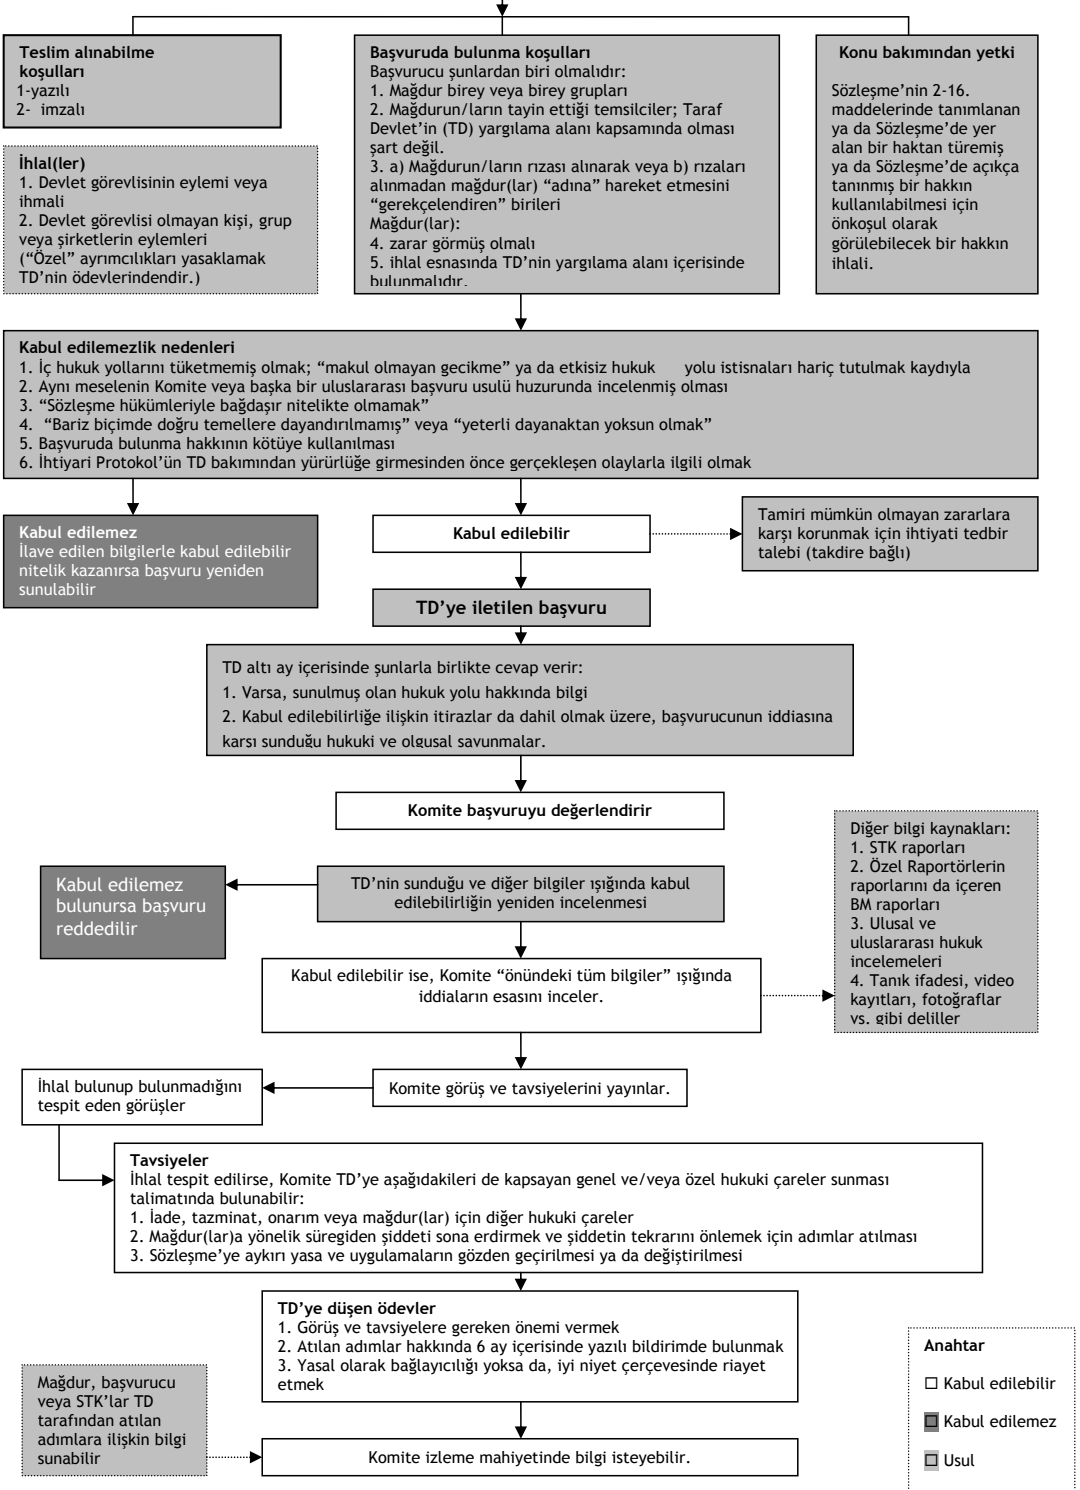 Teslim alınabilme
koşulları
1-yazılı
2- imzalı
Başvuruda bulunma koşulları
Başvurucu şunlardan biri olmalıdır:
1. Mağdur birey veya birey grupları
2. Mağdurun/ların tayin ettiği temsilciler; Taraf
Devlet’in (TD) yargılama alanı kapsamında olması
şart değil.
3. a) Mağdurun/ların rızası alınarak veya b) rızaları
alınmadan mağdur(lar) “adına” hareket etmesini
“gerekçelendiren” birileri
Mağdur(lar):
4. zarar görmüş olmalı
5. ihlal esnasında TD’nin yargılama alanı içerisinde
bulunmalıdır.
Konu bakımından yetki
Sözleşme’nin 2-16.
maddelerinde tanımlanan
ya da Sözleşme’de yer
alan bir haktan türemiş
ya da Sözleşme’de açıkça
tanınmış bir hakkın
kullanılabilmesi için
önkoşul olarak
görülebilecek bir hakkın
ihlali.
İhlal(ler)
1. Devlet görevlisinin eylemi veya
ihmali
2. Devlet görevlisi olmayan kişi, grup
veya şirketlerin eylemleri
(“Özel” ayrımcılıkları yasaklamak
TD’nin ödevlerindendir.)
Kabul edilemezlik nedenleri
1. İç hukuk yollarını tüketmemiş olmak; “makul olmayan gecikme” ya da etkisiz hukuk yolu istisnaları hariç tutulmak kaydıyla
2. Aynı meselenin Komite veya başka bir uluslararası başvuru usulü huzurunda incelenmiş olması
3. “Sözleşme hükümleriyle bağdaşır nitelikte olmamak”
4. “Bariz biçimde doğru temellere dayandırılmamış” veya “yeterli dayanaktan yoksun olmak”
5. Başvuruda bulunma hakkının kötüye kullanılması
6. İhtiyari Protokol’ün TD bakımından yürürlüğe girmesinden önce gerçekleşen olaylarla ilgili olmak
Kabul edilemez
İlave edilen bilgilerle kabul edilebilir
nitelik kazanırsa başvuru yeniden
sunulabilir
Kabul edilebilir
Tamiri mümkün olmayan zararlara
karşı korunmak için ihtiyati tedbir
talebi (takdire bağlı)
TD’ye iletilen başvuru
TD altı ay içerisinde şunlarla birlikte cevap verir:
1. Varsa, sunulmuş olan hukuk yolu hakkında bilgi
2. Kabul edilebilirliğe ilişkin itirazlar da dahil olmak üzere, başvurucunun iddiasına
karşı sunduğu hukuki ve olgusal savunmalar.
Komite başvuruyu değerlendirir
Diğer bilgi kaynakları:
1. STK raporları
2. Özel Raportörlerin
raporlarını da içeren
BM raporları
3. Ulusal ve
uluslararası hukuk
incelemeleri
4. Tanık ifadesi, video
kayıtları, fotoğraflar
vs. gibi deliller
Kabul edilemez
bulunursa başvuru
reddedilir
TD’nin sunduğu ve diğer bilgiler ışığında kabul
edilebilirliğin yeniden incelenmesi
Kabul edilebilir ise, Komite “önündeki tüm bilgiler” ışığında
iddiaların esasını inceler.
İhlal bulunup bulunmadığını
tespit eden görüşler
Komite görüş ve tavsiyelerini yayınlar.
Tavsiyeler
İhlal tespit edilirse, Komite TD’ye aşağıdakileri de kapsayan genel ve/veya özel hukuki çareler sunması
talimatında bulunabilir:
1. İade, tazminat, onarım veya mağdur(lar) için diğer hukuki çareler
2. Mağdur(lar)a yönelik süregiden şiddeti sona erdirmek ve şiddetin tekrarını önlemek için adımlar atılması
3. Sözleşme’ye aykırı yasa ve uygulamaların gözden geçirilmesi ya da değiştirilmesi
TD’ye düşen ödevler
1. Görüş ve tavsiyelere gereken önemi vermek
2. Atılan adımlar hakkında 6 ay içerisinde yazılı bildirimde bulunmak
3. Yasal olarak bağlayıcılığı yoksa da, iyi niyet çerçevesinde riayet
etmek
Mağdur, başvurucu
veya STK’lar TD
tarafından atılan
adımlara ilişkin bilgi
sunabilir
Komite izleme mahiyetinde bilgi isteyebilir.
Anahtar
Kabul edilebilir
Kabul edilemez
Usul